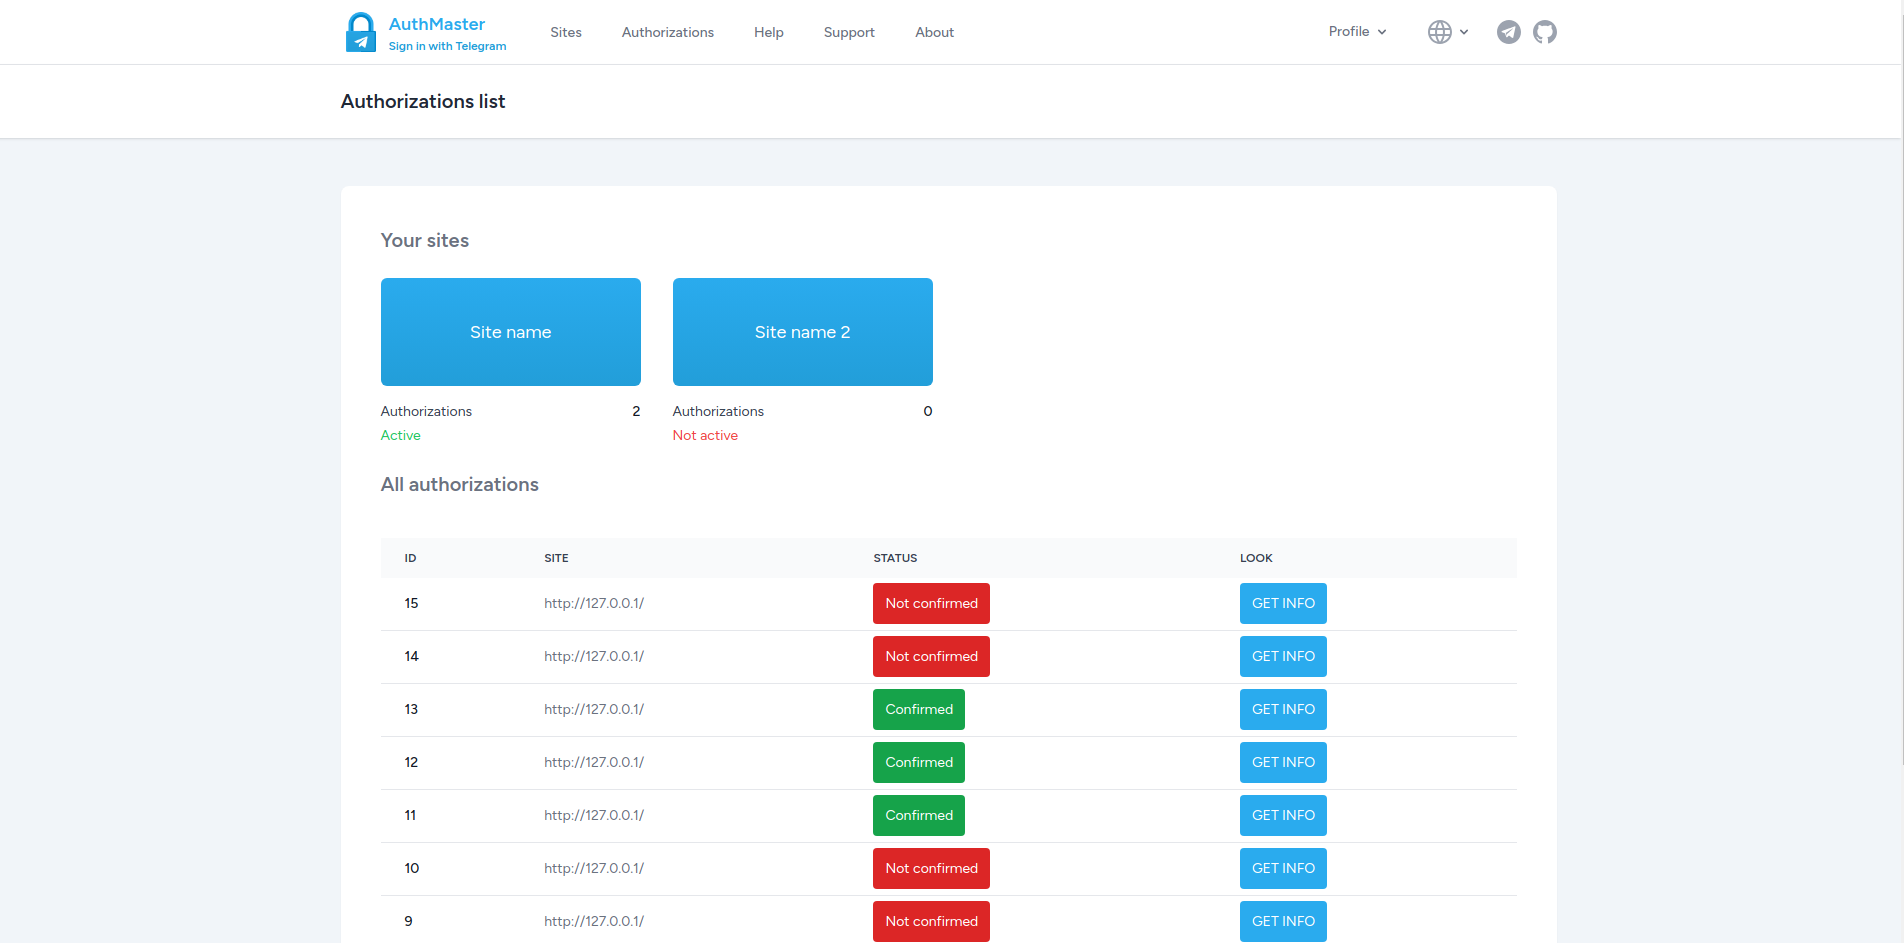 AuthMaster
Sign in with Telegram
Sites
Authorizations
Help
Support
About
Profile
Authorizations list
Your sites
Site name
Site name 2
Authorizations 2
Authorizations 0
Active
Not active
All authorizations
ID SITE STATUS LOOK
15 http://127.0.0.1/ Not confirmed GET INFO
14 http://127.0.0.1/ Not confirmed GET INFO
13 http://127.0.0.1/ Confirmed GET INFO
12 http://127.0.0.1/ Confirmed GET INFO
11 http://127.0.0.1/ Confirmed GET INFO
10 http://127.0.0.1/ Not confirmed GET INFO
9 http://127.0.0.1/ Not confirmed GET INFO